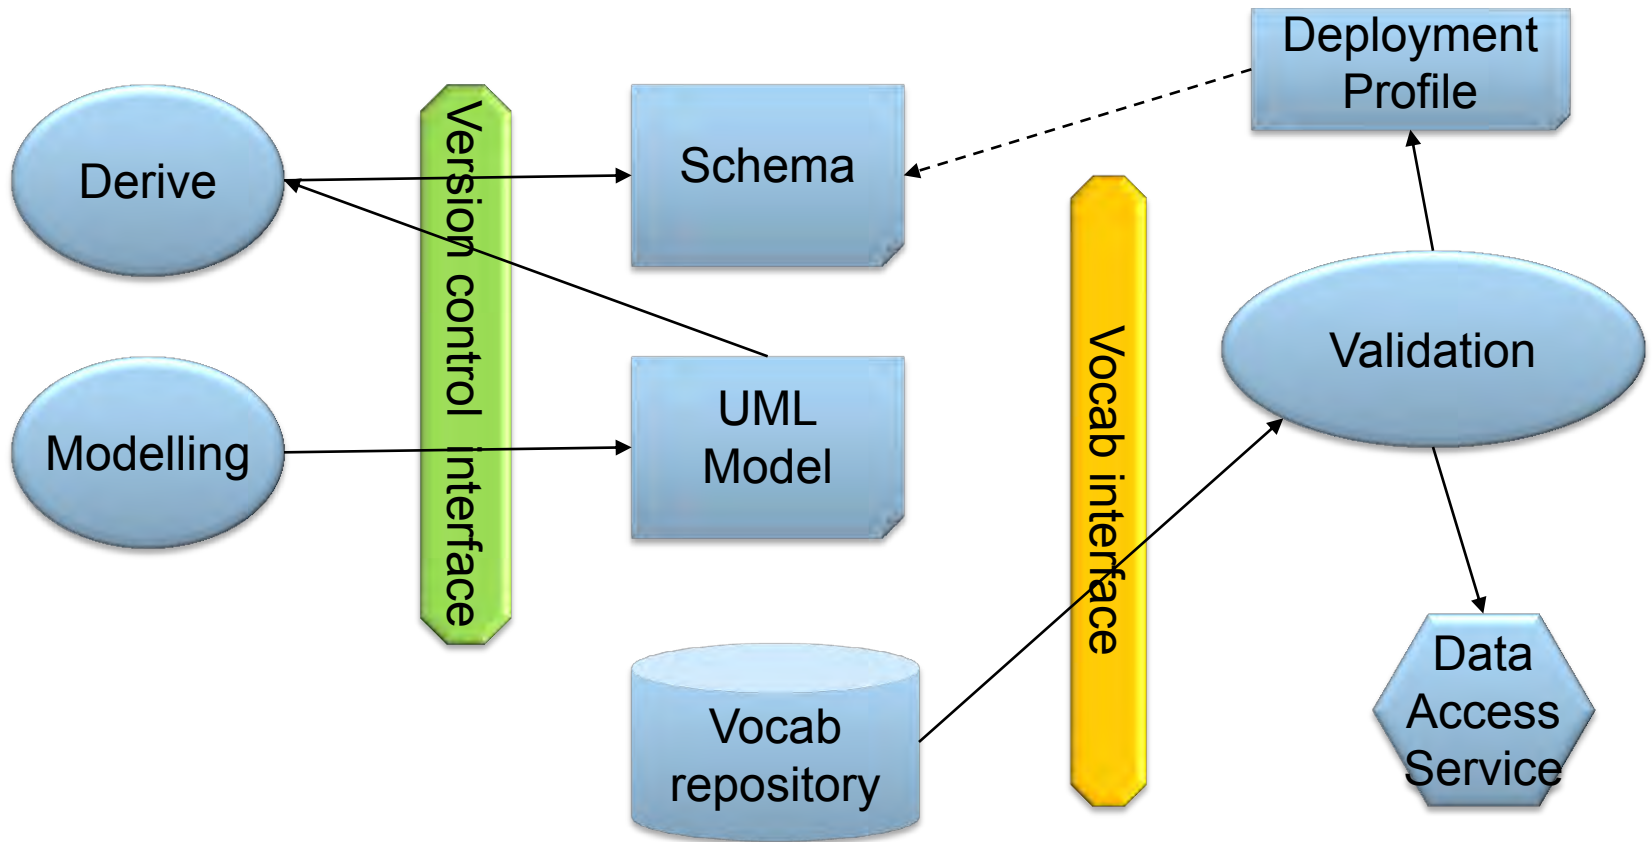 Deployment
Profile
Derive
Version control  interface
Schema
Validation
Modelling
UML
Model
Vocab interface
Data
Access
Service
Vocab
repository